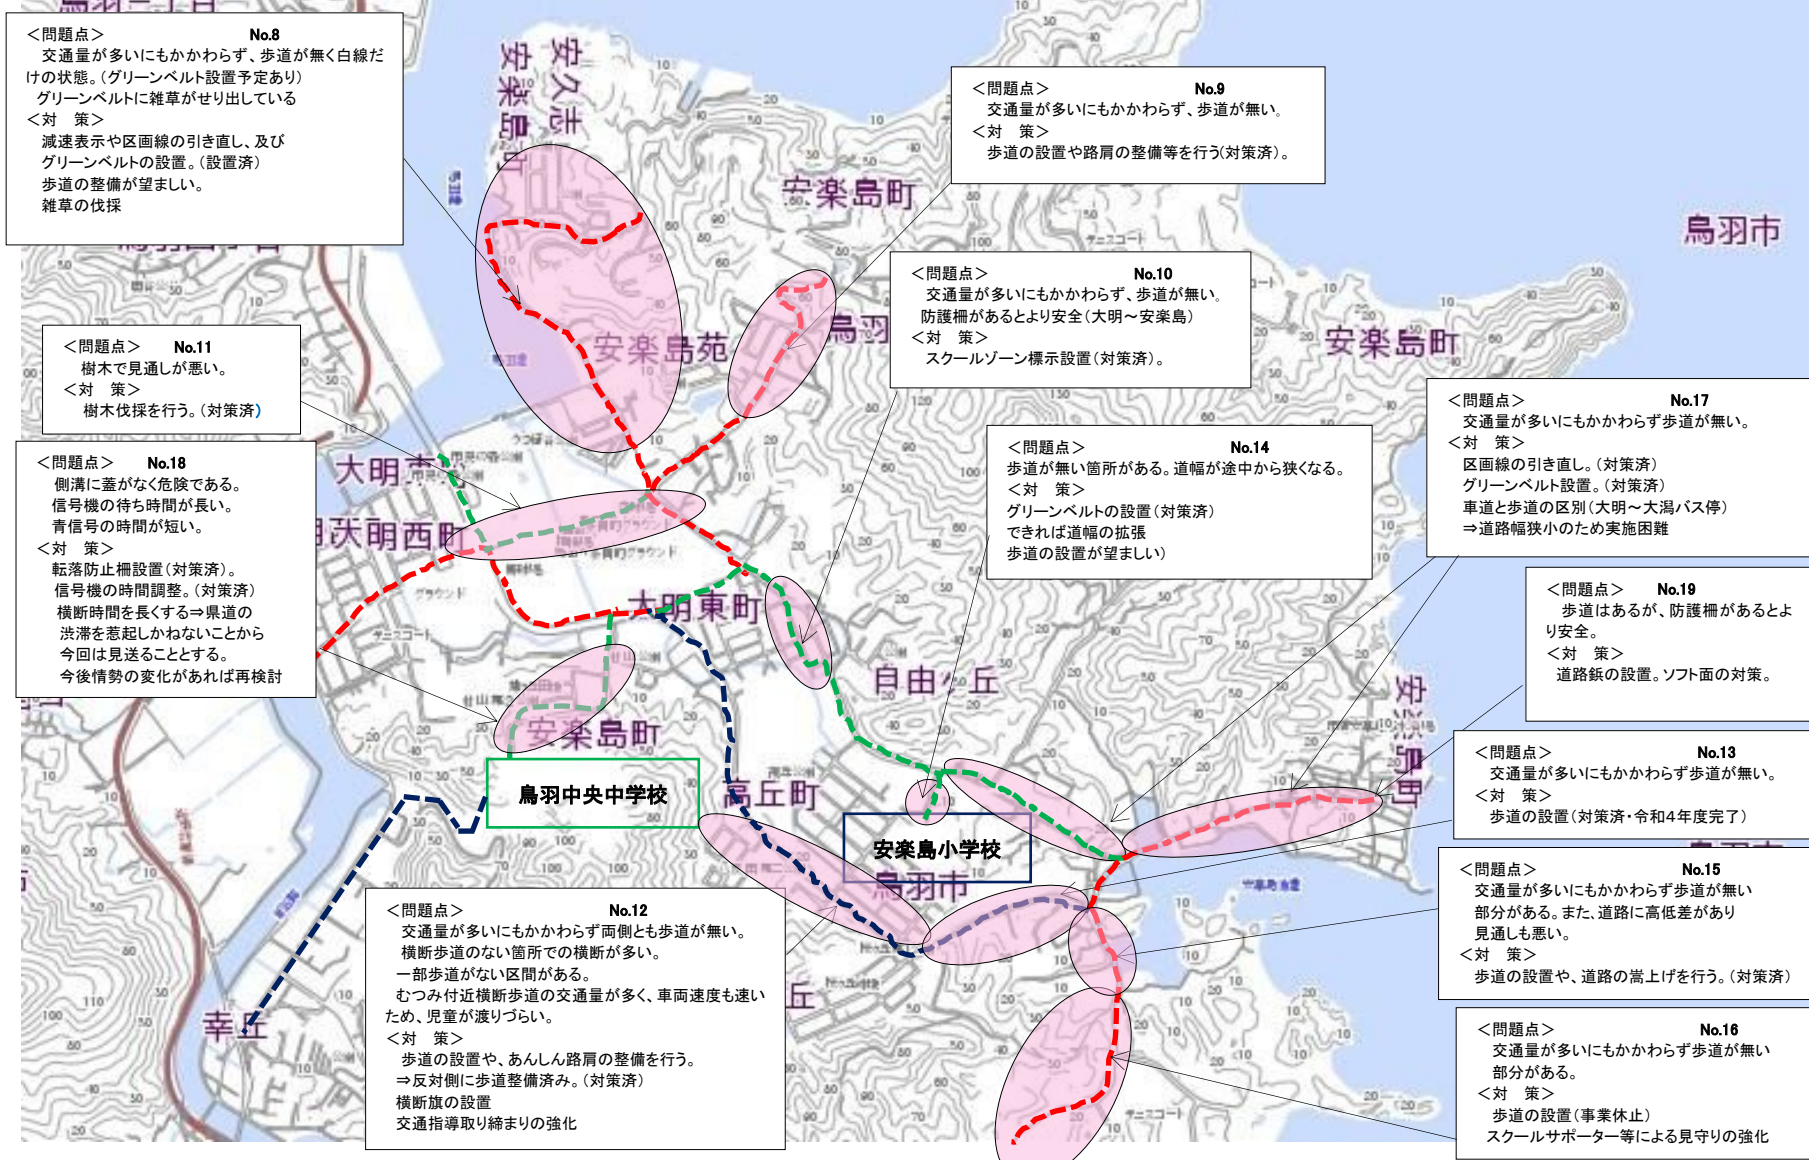 ＜問題点＞ No.8
交通量が多いにもかかわらず、歩道が無く白線だ
けの状態。(グリーンベルト設置予定あり)
グリーンベルトに雑草がせり出している
＜対　策＞
減速表示や区画線の引き直し、及び
グリーンベルトの設置。(設置済)
歩道の整備が望ましい。
雑草の伐採
＜問題点＞ No.9
交通量が多いにもかかわらず、歩道が無い。
＜対　策＞
歩道の設置や路肩の整備等を行う(対策済)。
＜問題点＞ No.10
交通量が多いにもかかわらず、歩道が無い。
防護柵があるとより安全(大明～安楽島)
＜対　策＞
スクールゾーン標示設置(対策済)。
＜問題点＞ No.11
樹木で見通しが悪い。
＜対　策＞
樹木伐採を行う。(対策済)
＜問題点＞ No.18
側溝に蓋がなく危険である。
信号機の待ち時間が長い。
青信号の時間が短い。
＜対　策＞
転落防止柵設置(対策済)。
信号機の時間調整。(対策済)
横断時間を長くする⇒県道の
渋滞を惹起しかねないことから
今回は見送ることとする。
今後情勢の変化があれば再検討
＜問題点＞ No.14
歩道が無い箇所がある。道幅が途中から狭くなる。
＜対　策＞
グリーンベルトの設置(対策済)
できれば道幅の拡張
歩道の設置が望ましい)
＜問題点＞ No.17
交通量が多いにもかかわらず歩道が無い。
＜対　策＞
区画線の引き直し。(対策済)
グリーンベルト設置。(対策済)
車道と歩道の区別(大明～大潟バス停)
⇒道路幅狭小のため実施困難
＜問題点＞ No.19
歩道はあるが、防護柵があるとよ
り安全。
＜対　策＞
道路鋲の設置。ソフト面の対策。
＜問題点＞ No.13
交通量が多いにもかかわらず歩道が無い。
＜対　策＞
歩道の設置(対策済・令和4年度完了)
＜問題点＞ No.15
交通量が多いにもかかわらず歩道が無い
部分がある。また、道路に高低差があり
見通しも悪い。
＜対　策＞
歩道の設置や、道路の嵩上げを行う。(対策済)
＜問題点＞ No.16
交通量が多いにもかかわらず歩道が無い
部分がある。
＜対　策＞
歩道の設置(事業休止)
スクールサポーター等による見守りの強化
＜問題点＞ No.12
交通量が多いにもかかわらず両側とも歩道が無い。
横断歩道のない箇所での横断が多い。
一部歩道がない区間がある。
むつみ付近横断歩道の交通量が多く、車両速度も速い
ため、児童が渡りづらい。
＜対　策＞
歩道の設置や、あんしん路肩の整備を行う。
⇒反対側に歩道整備済み。(対策済)
横断旗の設置
交通指導取り締まりの強化
鳥羽中央中学校
安楽島小学校
安久志
安楽島町
安楽島町
鳥羽市
安楽島苑
鳥羽
安楽島町
大明東町
大明西町
大明東町
自由ヶ丘
安楽島町
安楽島町
高丘町
鳥羽市
幸丘
丘
テニスコート
グラウンド
テニスコート
テニスコート